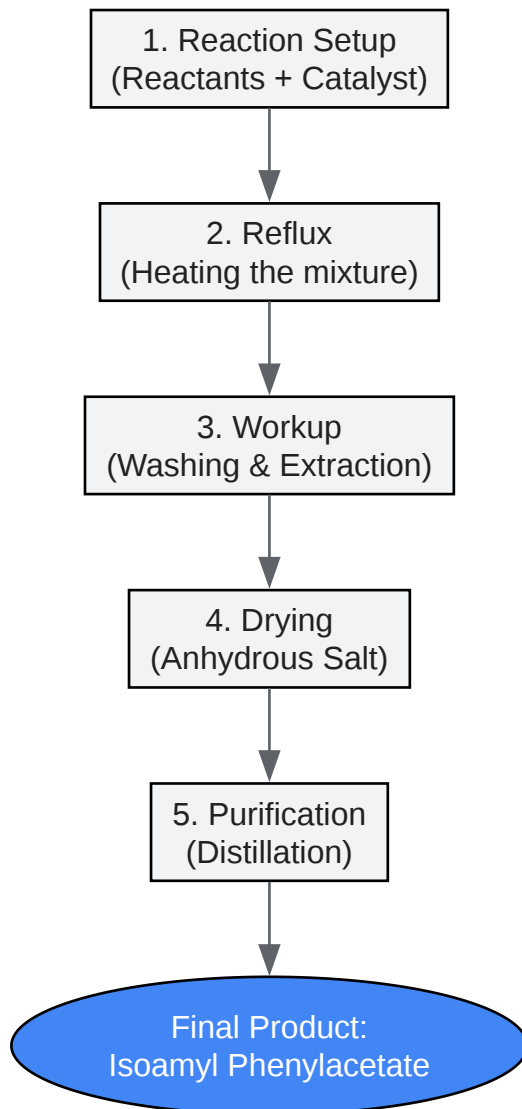 1. Reaction Setup
(Reactants + Catalyst)
2. Reflux
(Heating the mixture)
3. Workup
(Washing & Extraction)
4. Drying
(Anhydrous Salt)
5. Purification
(Distillation)
Final Product:
Isoamyl Phenylacetate